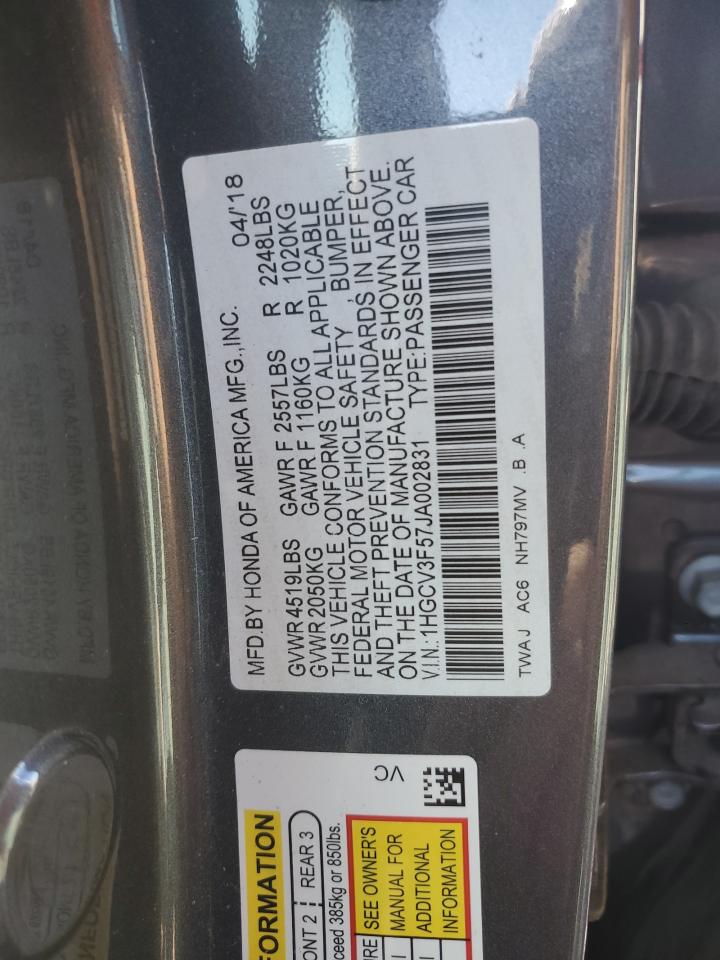 MFD.BY HONDA OF AMERICA MFG.,INC. 04/'18
GVWR 4519LBS GAWR F 2557LBS R 2248LBS
GVWR 2050KG GAWR F 1160KG R 1020KG
THIS VEHICLE CONFORMS TO ALL APPLICABLE
FEDERAL MOTOR VEHICLE SAFETY, BUMPER,
AND THEFT PREVENTION STANDARDS IN EFFECT
ON THE DATE OF MANUFACTURE SHOWN ABOVE.
V.I.N.:1HGCV3F57JA002831 TYPE:PASSENGER CAR
TWAJ AC6 NH797MV .B .A
VC
FORMATION
ONT 2 REAR 3
ceed 385kg or 850lbs.
URE SEE OWNER'S
MANUAL FOR
ADDITIONAL
INFORMATION